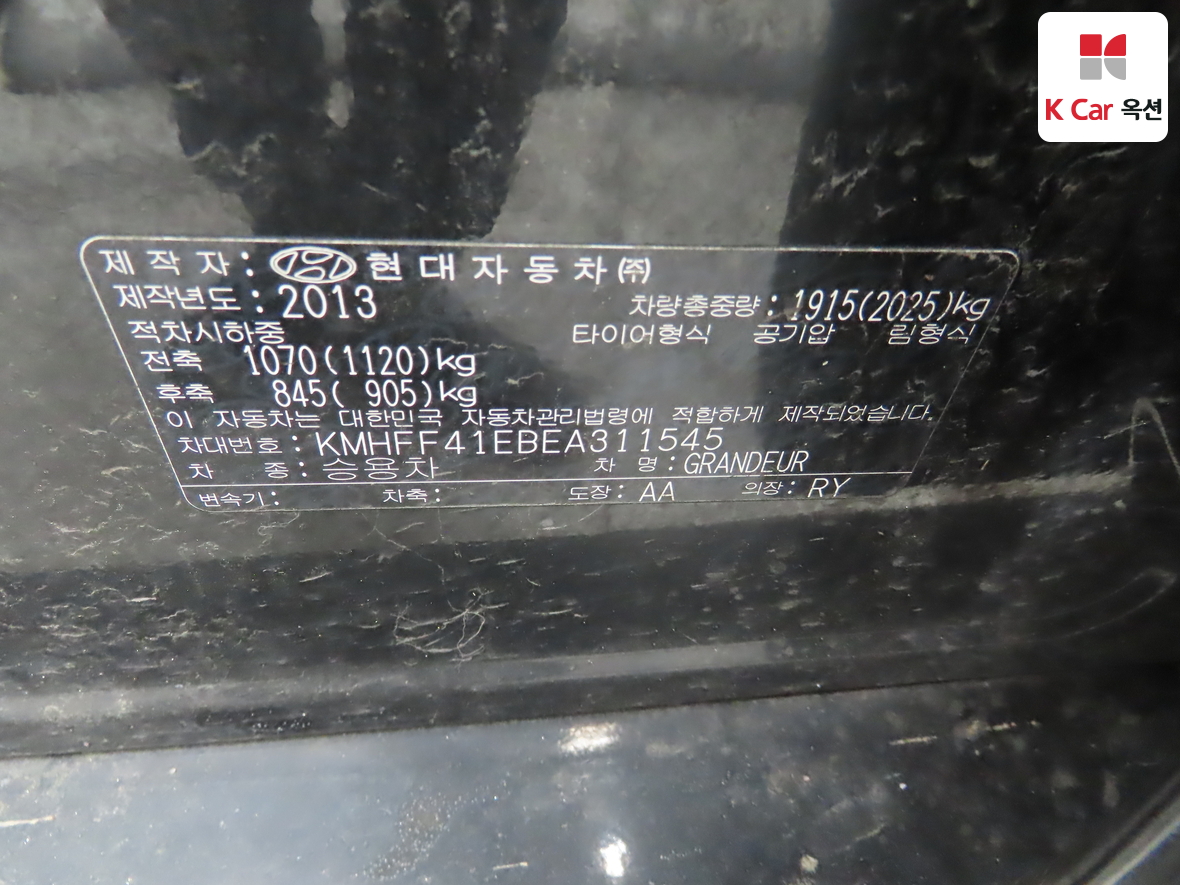 K Car 옥션
제 작 자 : 현 대 자 동 차 ㈜
제작년도 : 2013 차량총중량 : 1915(2025)kg
적차시하중 타이어형식 공기압 림형식
전축 1070(1120)kg
후축 845( 905)kg
이 자동차는 대한민국 자동차관리법령에 적합하게 제작되었습니다.
차대번호 : KMHFF41EBEA311545
차 종 : 승용차 차 명 : GRANDEUR
변속기 : 차축 : 도장 : AA 의장 : RY